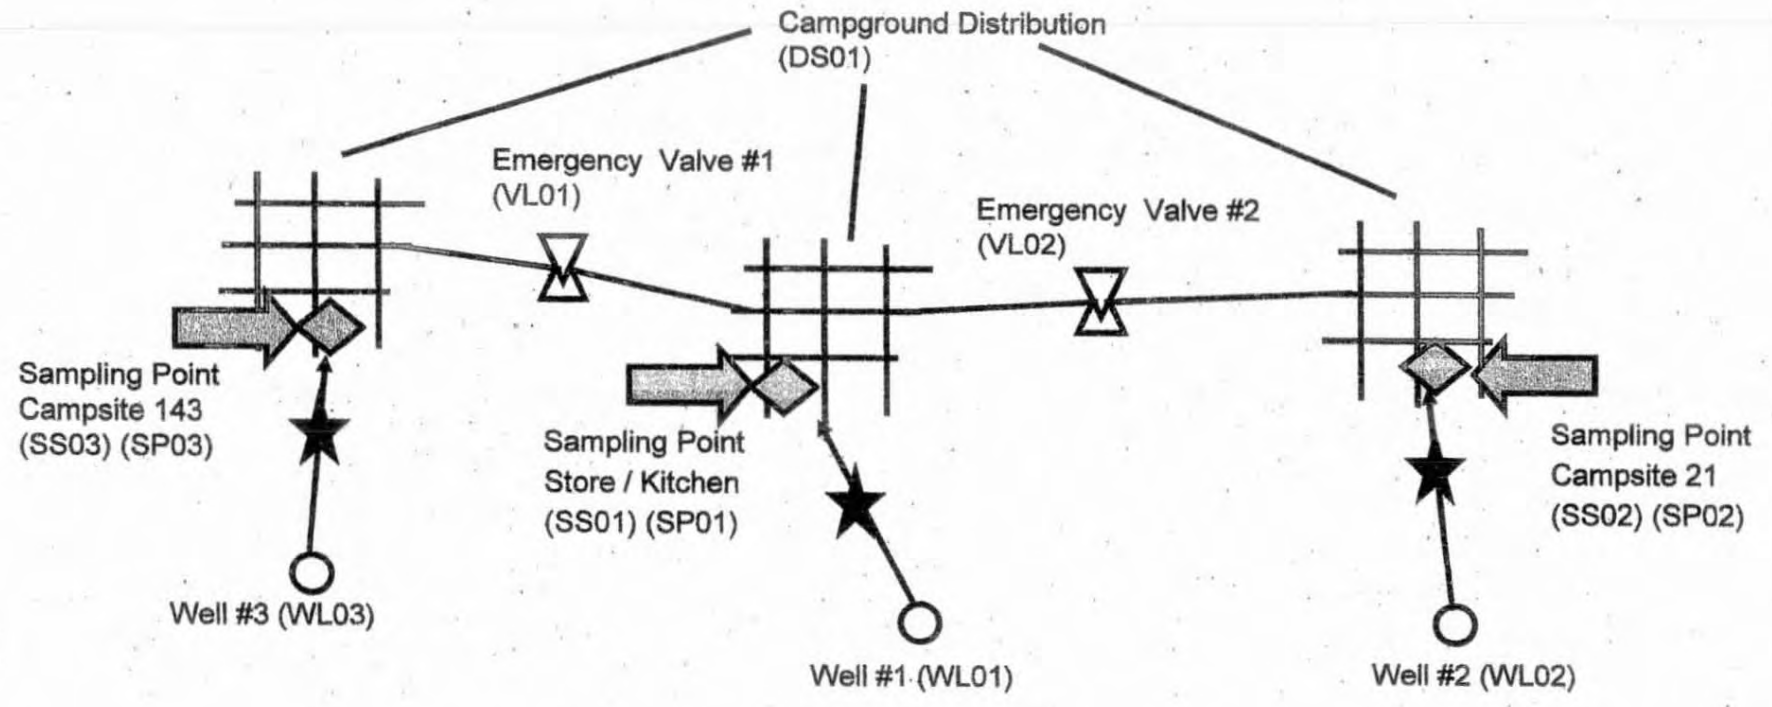 Campground Distribution
(DS01)
Emergency Valve #1
(VL01)
Emergency Valve #2
(VL02)
Sampling Point
Campsite 143
(SS03) (SP03)
Sampling Point
Store / Kitchen
(SS01) (SP01)
Sampling Point
Campsite 21
(SS02) (SP02)
Well #3 (WL03)
Well #1 (WL01)
Well #2 (WL02)